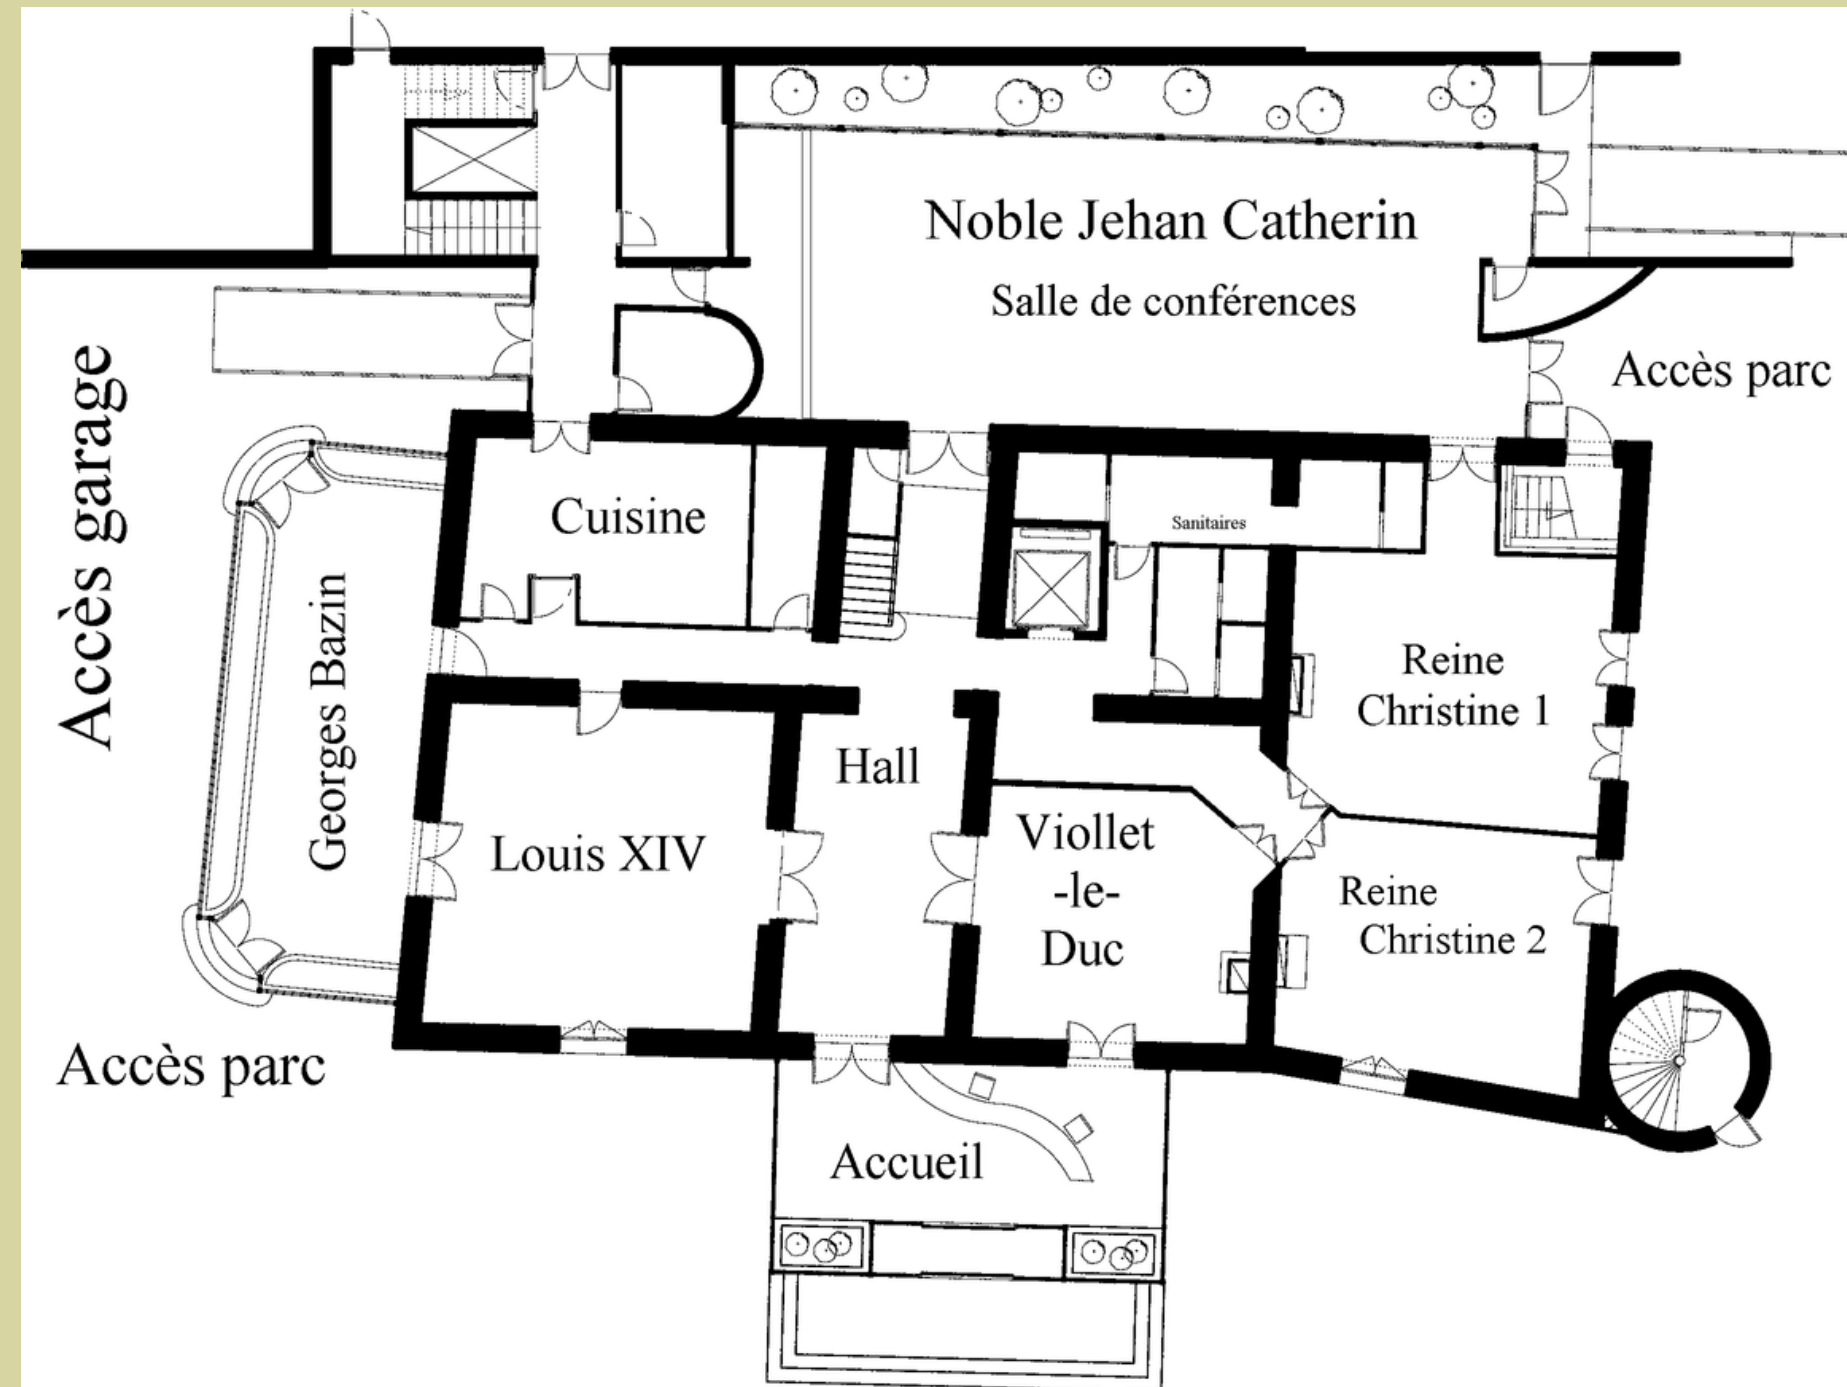 Noble Jehan Catherin
Salle de conférences
Accès parc
Accès garage
Cuisine
Sanitaires
Georges Bazin
Reine
Christine 1
Hall
Louis XIV
Viollet
-le-
Duc
Reine
Christine 2
Accès parc
Accueil